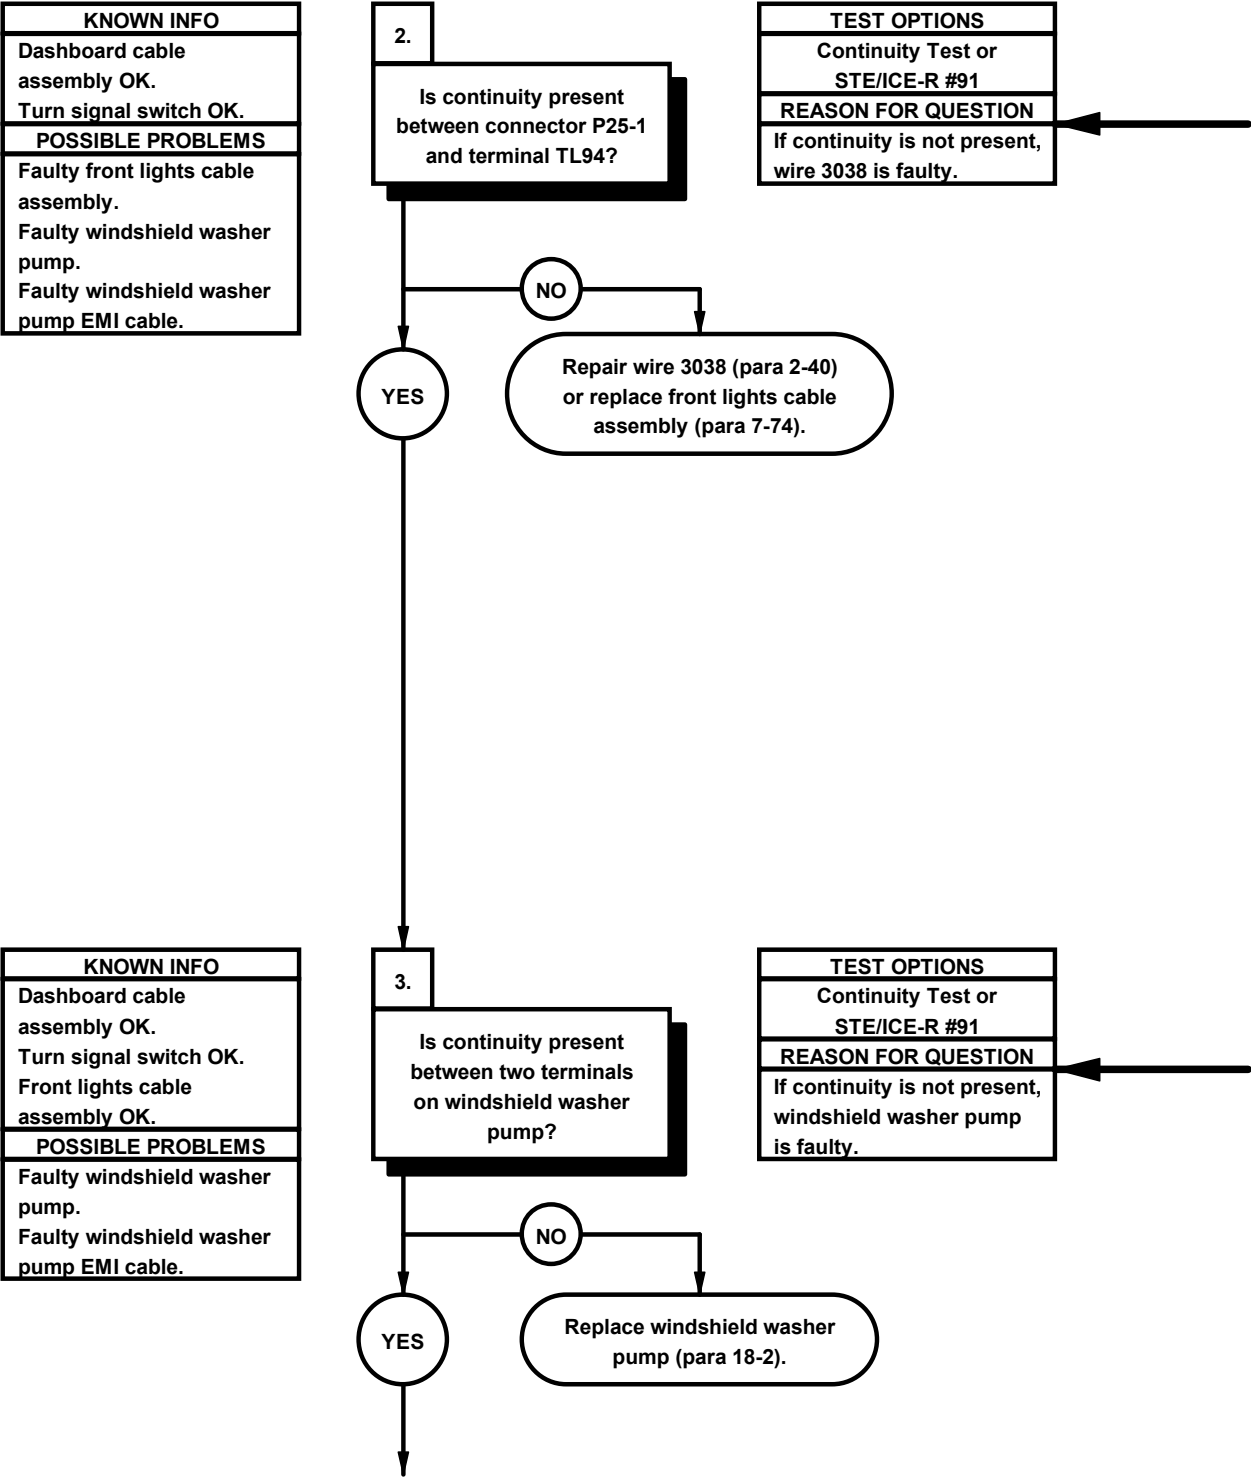 KNOWN INFO
Dashboard cable
assembly OK.
Turn signal switch OK.
POSSIBLE PROBLEMS
Faulty front lights cable
assembly.
Faulty windshield washer
pump.
Faulty windshield washer
pump EMI cable.
2.
Is continuity present
between connector P25-1
and terminal TL94?
TEST OPTIONS
Continuity Test or
STE/ICE-R #91
REASON FOR QUESTION
If continuity is not present,
wire 3038 is faulty.
NO
YES
Repair wire 3038 (para 2-40)
or replace front lights cable
assembly (para 7-74).
KNOWN INFO
Dashboard cable
assembly OK.
Turn signal switch OK.
Front lights cable
assembly OK.
POSSIBLE PROBLEMS
Faulty windshield washer
pump.
Faulty windshield washer
pump EMI cable.
3.
Is continuity present
between two terminals
on windshield washer
pump?
TEST OPTIONS
Continuity Test or
STE/ICE-R #91
REASON FOR QUESTION
If continuity is not present,
windshield washer pump
is faulty.
NO
YES
Replace windshield washer
pump (para 18-2).